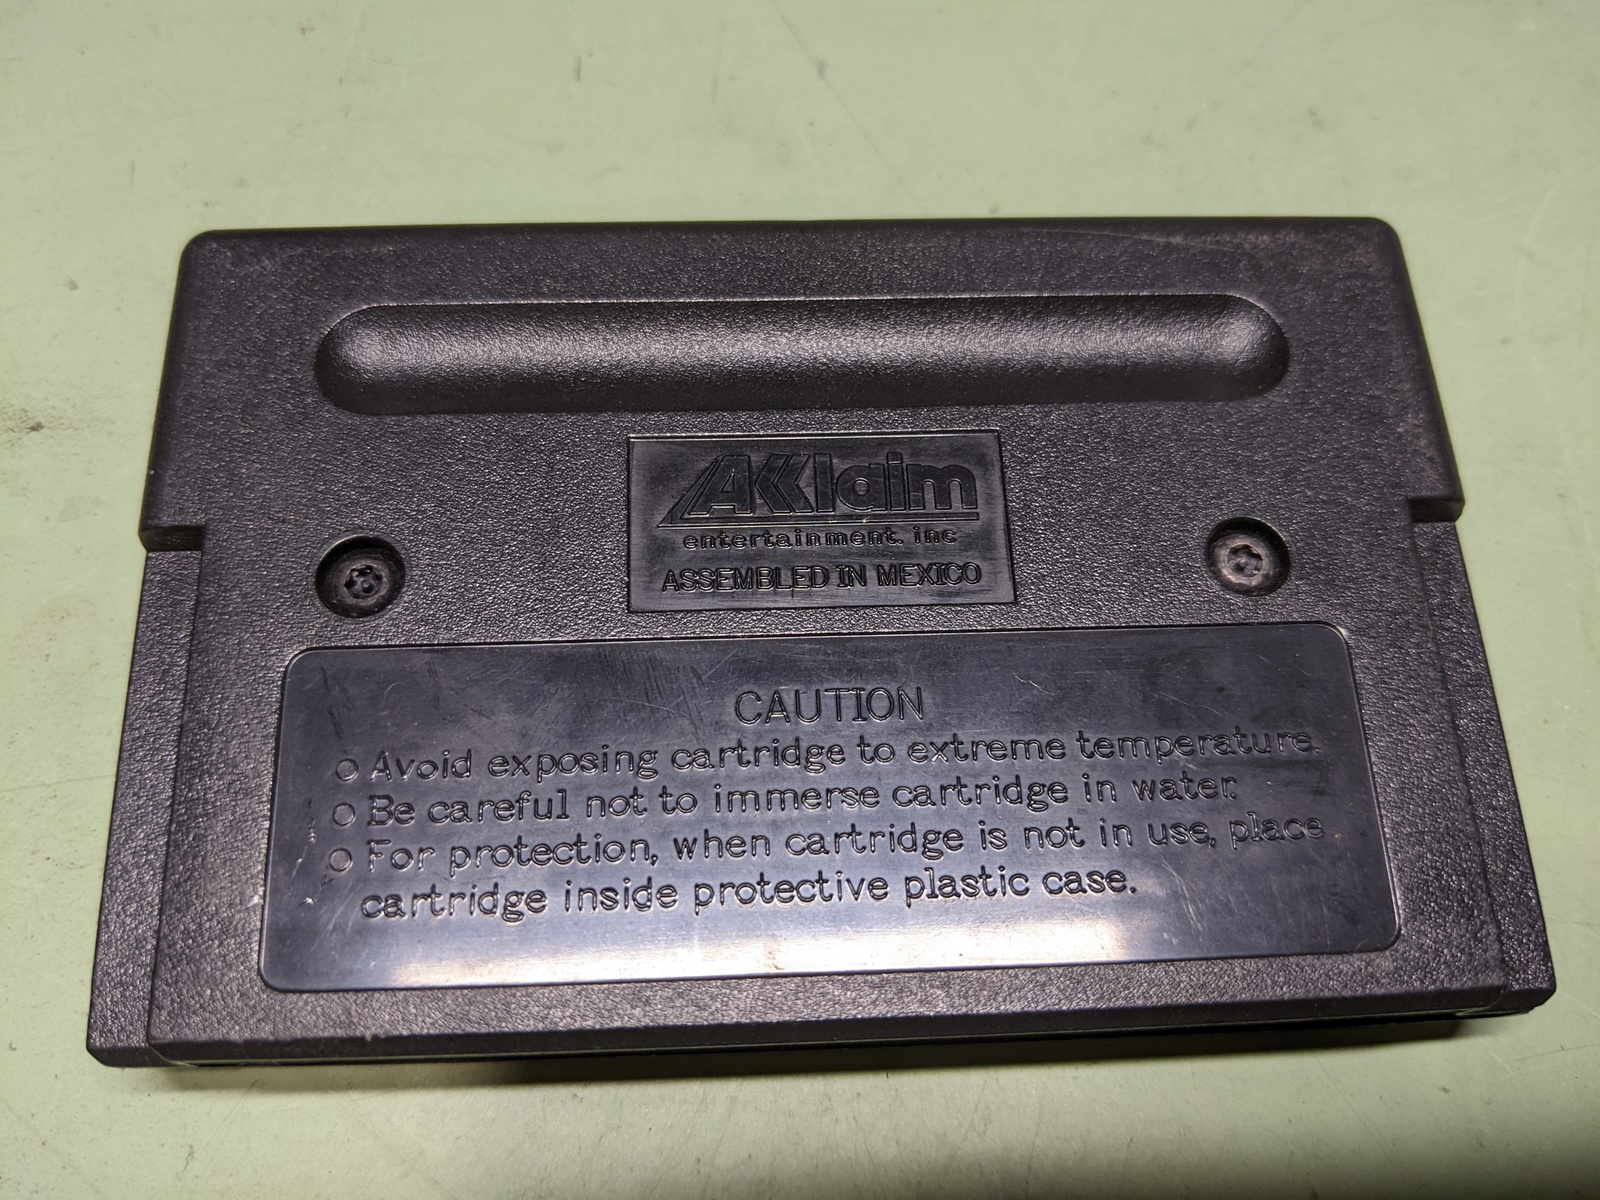 AKKlaim
entertainment. inc
ASSEMBLED IN MEXICO
CAUTION
○ Avoid exposing cartridge to extreme temperature.
○ Be careful not to immerse cartridge in water.
○ For protection, when cartridge is not in use, place
cartridge inside protective plastic case.